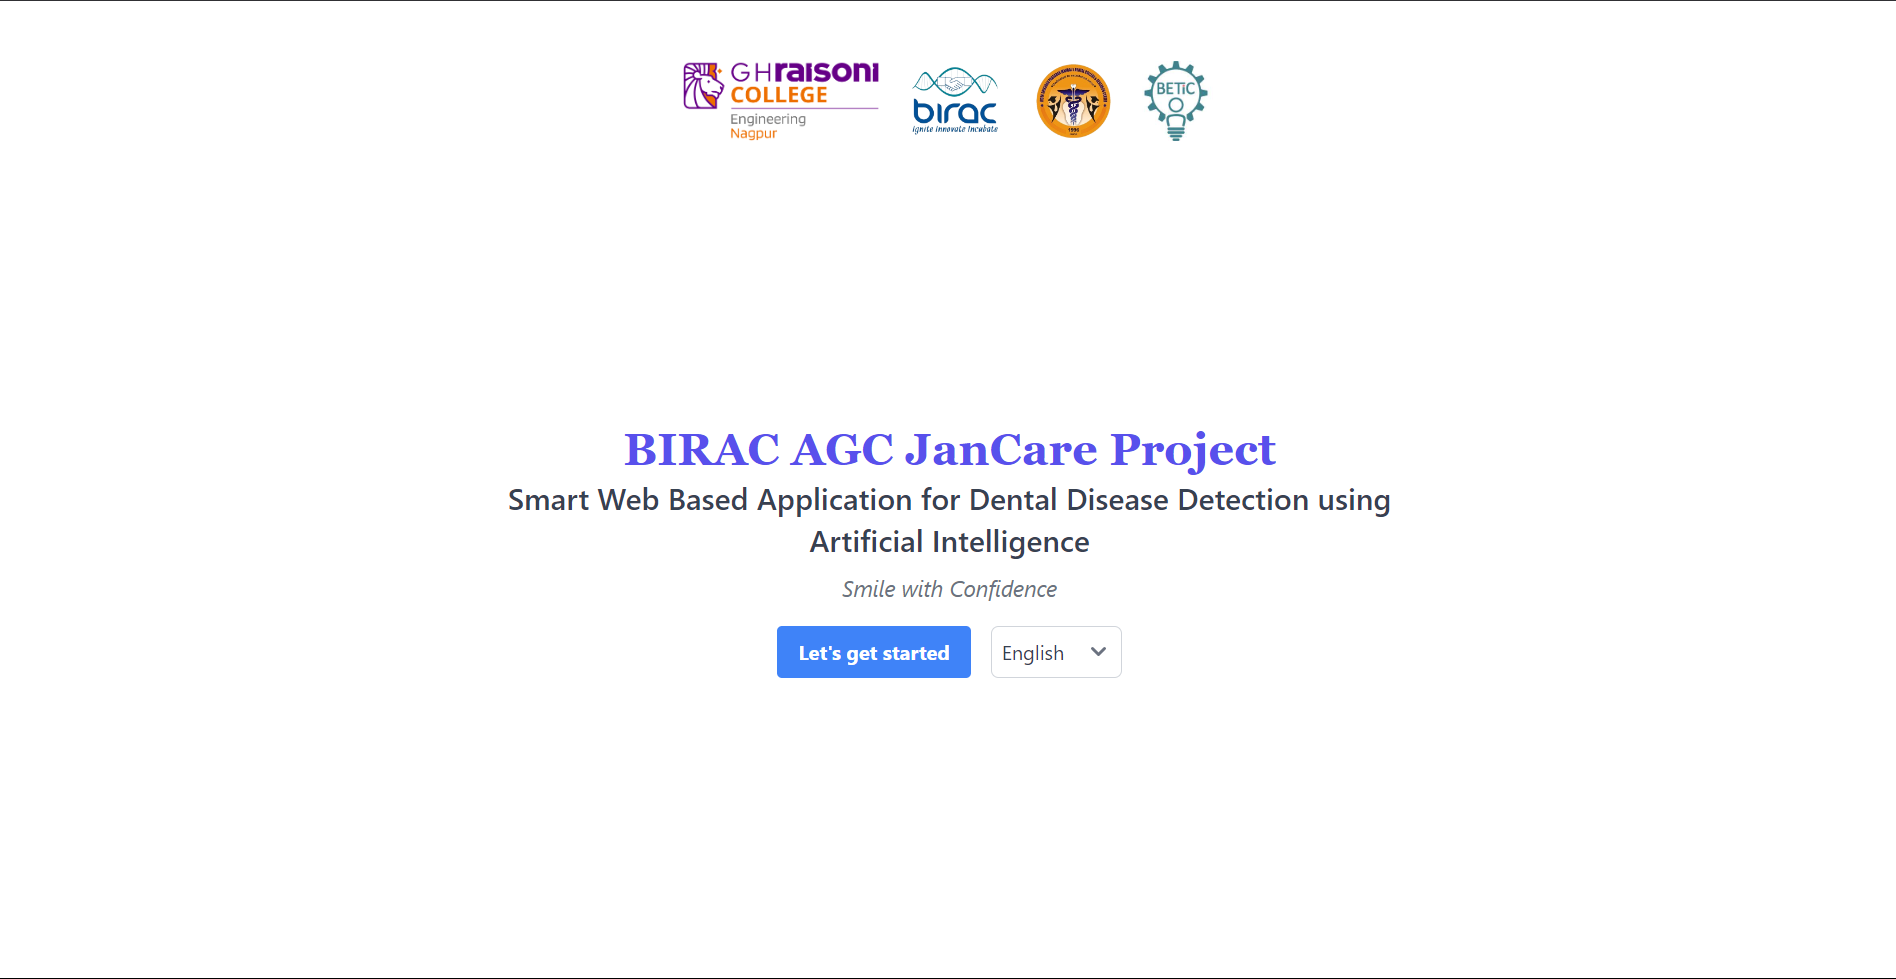 GHraisoni
COLLEGE
Engineering
Nagpur
birac
ignite innovate incubate
1996
BETiC
BIRAC AGC JanCare Project
Smart Web Based Application for Dental Disease Detection using
Artificial Intelligence
Smile with Confidence
Let's get started
English